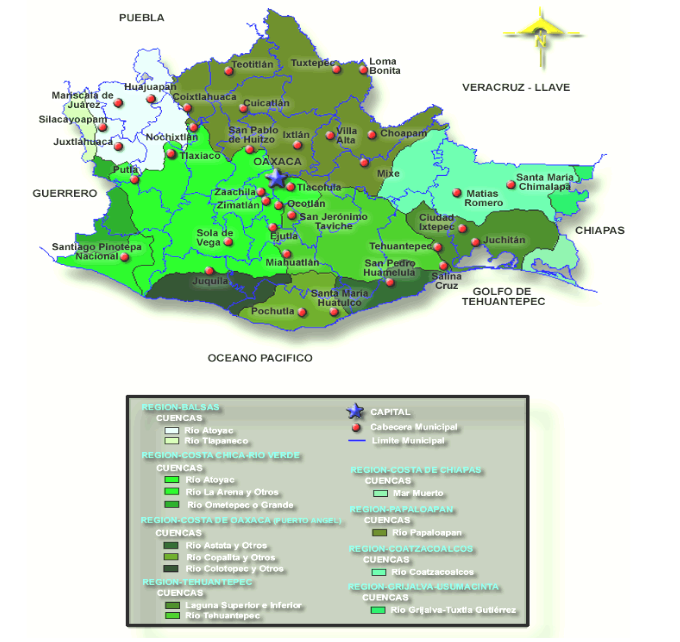 PUEBLA
VERACRUZ - LLAVE
Teotitlán
Tuxtepec
Loma
Bonita
Huajuapan
Mariscala de
Juárez
Coixtlahuaca
Cuicatlán
Silacayoapam
Juxtlahuaca
Nochixtlán
San Pablo
de Huitzo
Ixtlán
Villa
Alta
Choapam
Tlaxiaco
OAXACA
Putla
Mixe
Santa María
Chimalapa
GUERRERO
Zaachila
Tlacolula
Matías
Romero
Zimatlán
Ocotlán
San Jerónimo
Taviche
Ciudad
Ixtepec
CHIAPAS
Sola de
Vega
Ejutla
Tehuantepec
Juchitán
Santiago Pinotepa
Nacional
Miahuatlán
San Pedro
Huamelula
Salina
Cruz
Juquila
Santa María
Huatulco
GOLFO DE
TEHUANTEPEC
Pochutla
OCEANO PACIFICO
REGION-BALSAS
CUENCAS
Río Atoyac
Río Tlapaneco
REGION-COSTA CHICA-RIO VERDE
CUENCAS
Río Atoyac
Río La Arena y Otros
Río Ometepec o Grande
REGION-COSTA DE OAXACA (PUERTO ANGEL)
CUENCAS
Río Astata y Otros
Río Copalita y Otros
Río Colotepec y Otros
REGION-TEHUANTEPEC
CUENCAS
Laguna Superior e Inferior
Río Tehuantepec
CAPITAL
Cabecera Municipal
Límite Municipal
REGION-COSTA DE CHIAPAS
CUENCAS
Mar Muerto
REGION-PAPALOAPAN
CUENCAS
Río Papaloapan
REGION-COATZACOALCOS
CUENCAS
Río Coatzacoalcos
REGION-GRIJALVA-USUMACINTA
CUENCAS
Río Grijalva-Tuxtla Gutiérrez